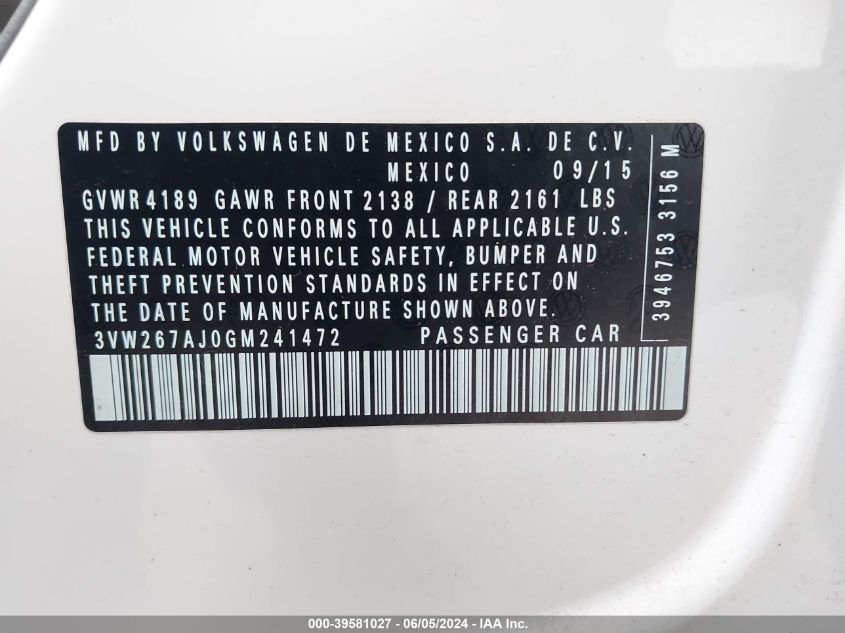 MFD BY VOLKSWAGEN DE MEXICO S.A. DE C.V.
MEXICO 09/15
GVWR 4189 GAWR FRONT 2138 / REAR 2161 LBS
THIS VEHICLE CONFORMS TO ALL APPLICABLE U.S.
FEDERAL MOTOR VEHICLE SAFETY, BUMPER AND
THEFT PREVENTION STANDARDS IN EFFECT ON
THE DATE OF MANUFACTURE SHOWN ABOVE.
3VW267AJ0GM241472 PASSENGER CAR
3946753 3156 M
000-39581027 - 06/05/2024 - IAA Inc.